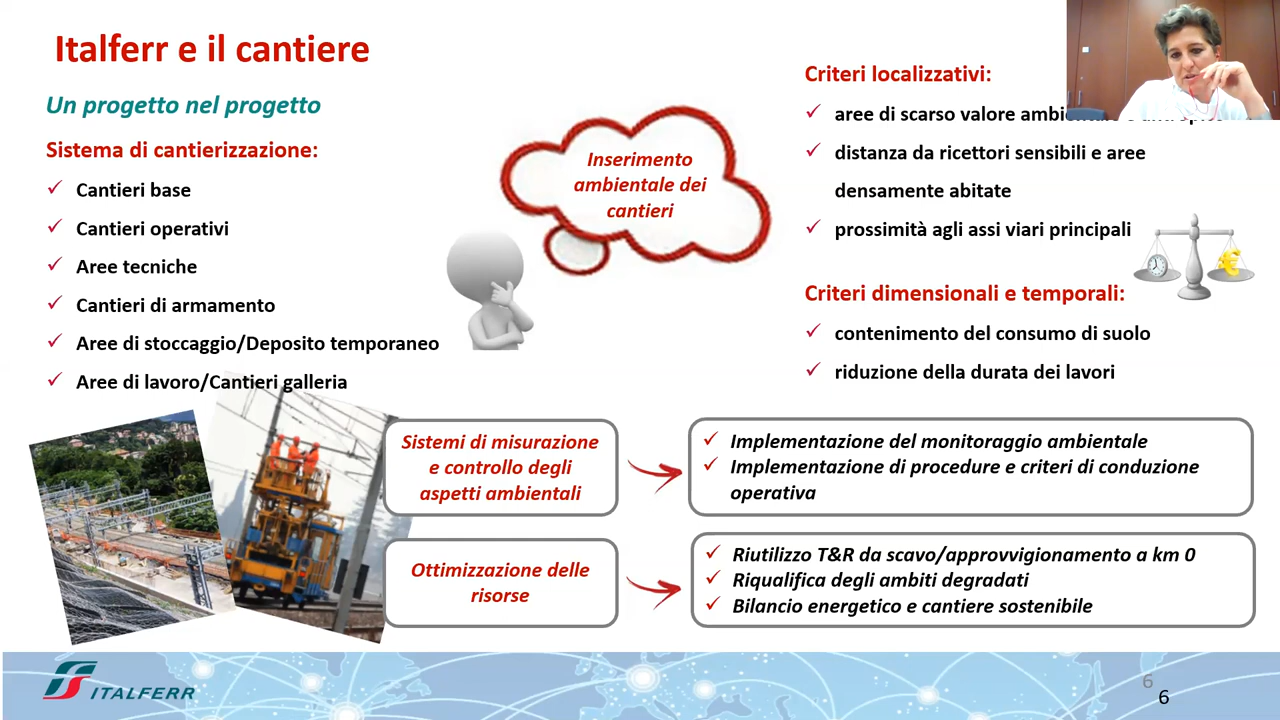 Italferr e il cantiere
Un progetto nel progetto
Sistema di cantierizzazione:
Cantieri base
Cantieri operativi
Aree tecniche
Cantieri di armamento
Aree di stoccaggio/Deposito temporaneo
Aree di lavoro/Cantieri galleria
Inserimento
ambientale dei
cantieri
Criteri localizzativi:
aree di scarso valore
distanza da ricettori sensibili e aree
densamente abitate
prossimità agli assi viari principali
Criteri dimensionali e temporali:
contenimento del consumo di suolo
riduzione della durata dei lavori
Sistemi di misurazione
e controllo degli
aspetti ambientali
Implementazione del monitoraggio ambientale
Implementazione di procedure e criteri di conduzione
operativa
Ottimizzazione delle
risorse
Riutilizzo T&R da scavo/approvvigionamento a km 0
Riqualifica degli ambiti degradati
Bilancio energetico e cantiere sostenibile
ITALFERR
6
6